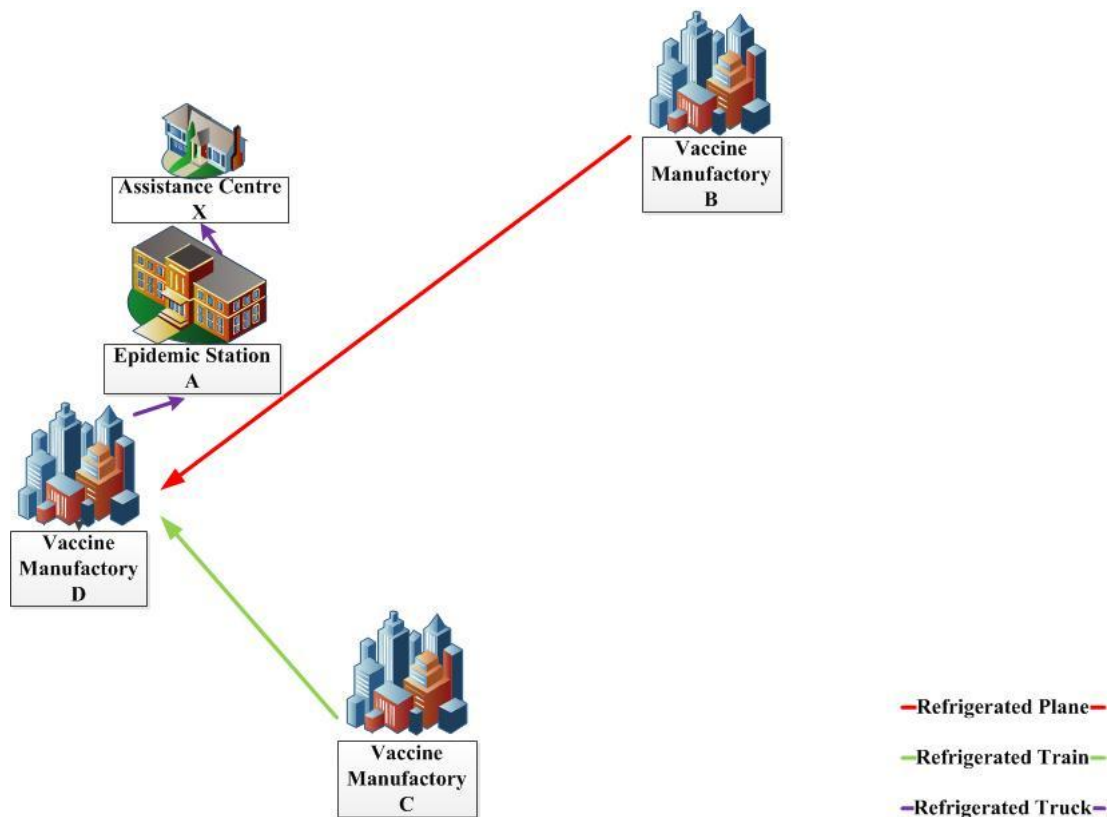 Vaccine
Manufactory
B
Assistance Centre
X
Epidemic Station
A
Vaccine
Manufactory
D
Vaccine
Manufactory
C
Refrigerated Plane
Refrigerated Train
Refrigerated Truck